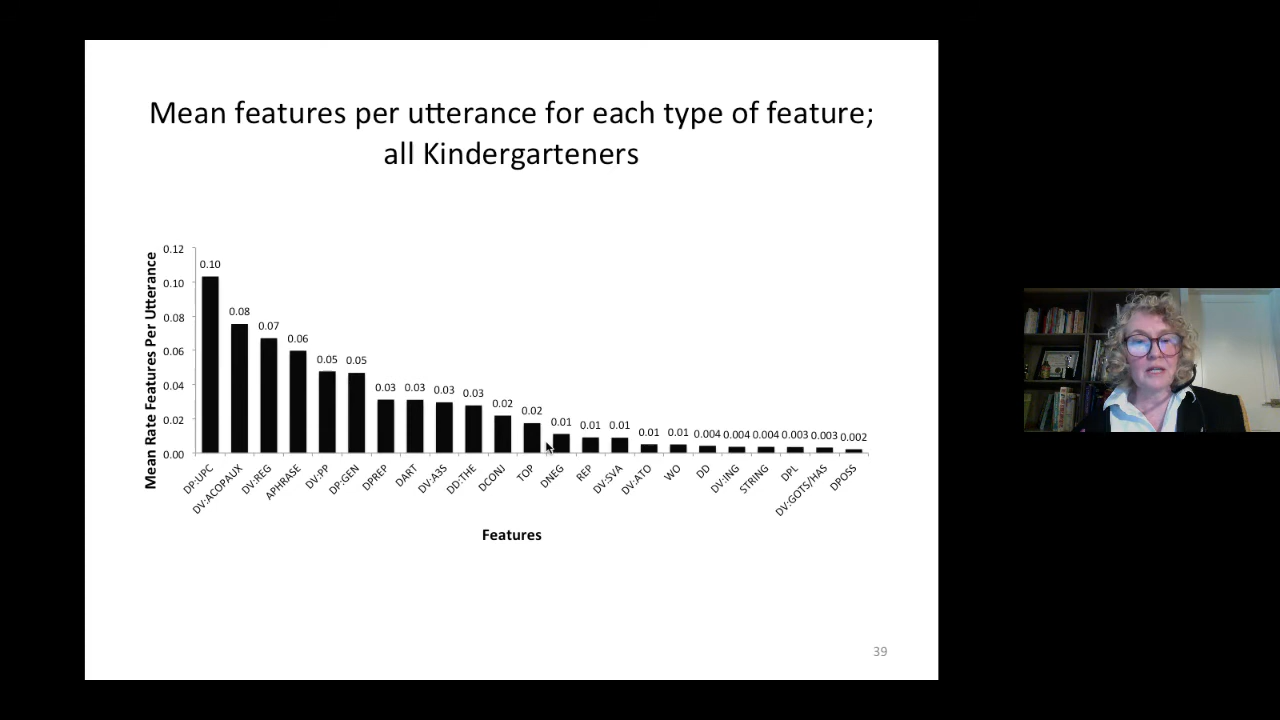 Mean features per utterance for each type of feature;
all Kindergarteners
Mean Rate Features Per Utterance
0.12
0.10
0.08
0.06
0.04
0.02
0.00
0.10
0.08
0.07
0.06
0.05
0.05
0.03
0.03
0.03
0.03
0.02
0.02
0.01
0.01
0.01
0.01
0.01
0.004
0.004
0.004
0.003
0.003
0.002
DP:UPC
DV:ACOPAUX
DV:REG
APHRASE
DV:PP
DP:GEN
DPREP
DART
DV:A3S
DD:THE
DCONJ
TOP
DNEG
REP
DV:SVA
DV:ATO
WO
DD
DV:ING
STRING
DPL
DV:GOTS/HAS
DPOSS
Features
39